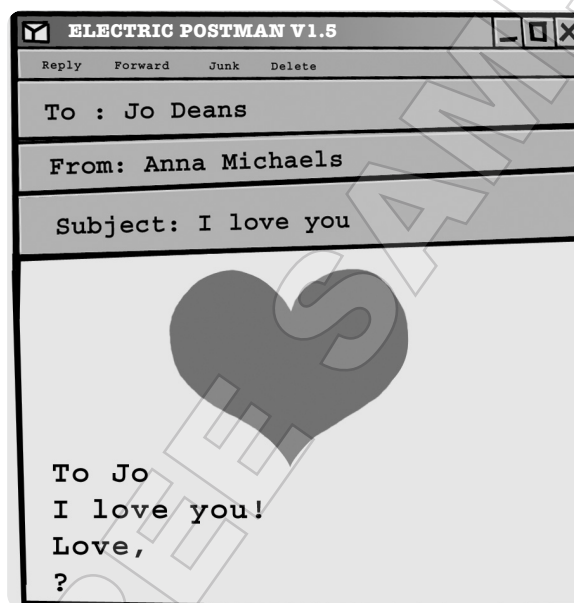 ELECTRIC POSTMAN V1.5
Reply Forward Junk Delete
To : Jo Deans
From: Anna Michaels
Subject: I love you
To Jo
I love you!
Love,
?